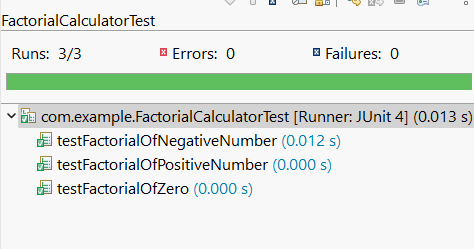 FactorialCalculatorTest
Runs: 3/3 Errors: 0 Failures: 0
com.example.FactorialCalculatorTest [Runner: JUnit 4] (0.013 s)
testFactorialOfNegativeNumber (0.012 s)
testFactorialOfPositiveNumber (0.000 s)
testFactorialOfZero (0.000 s)